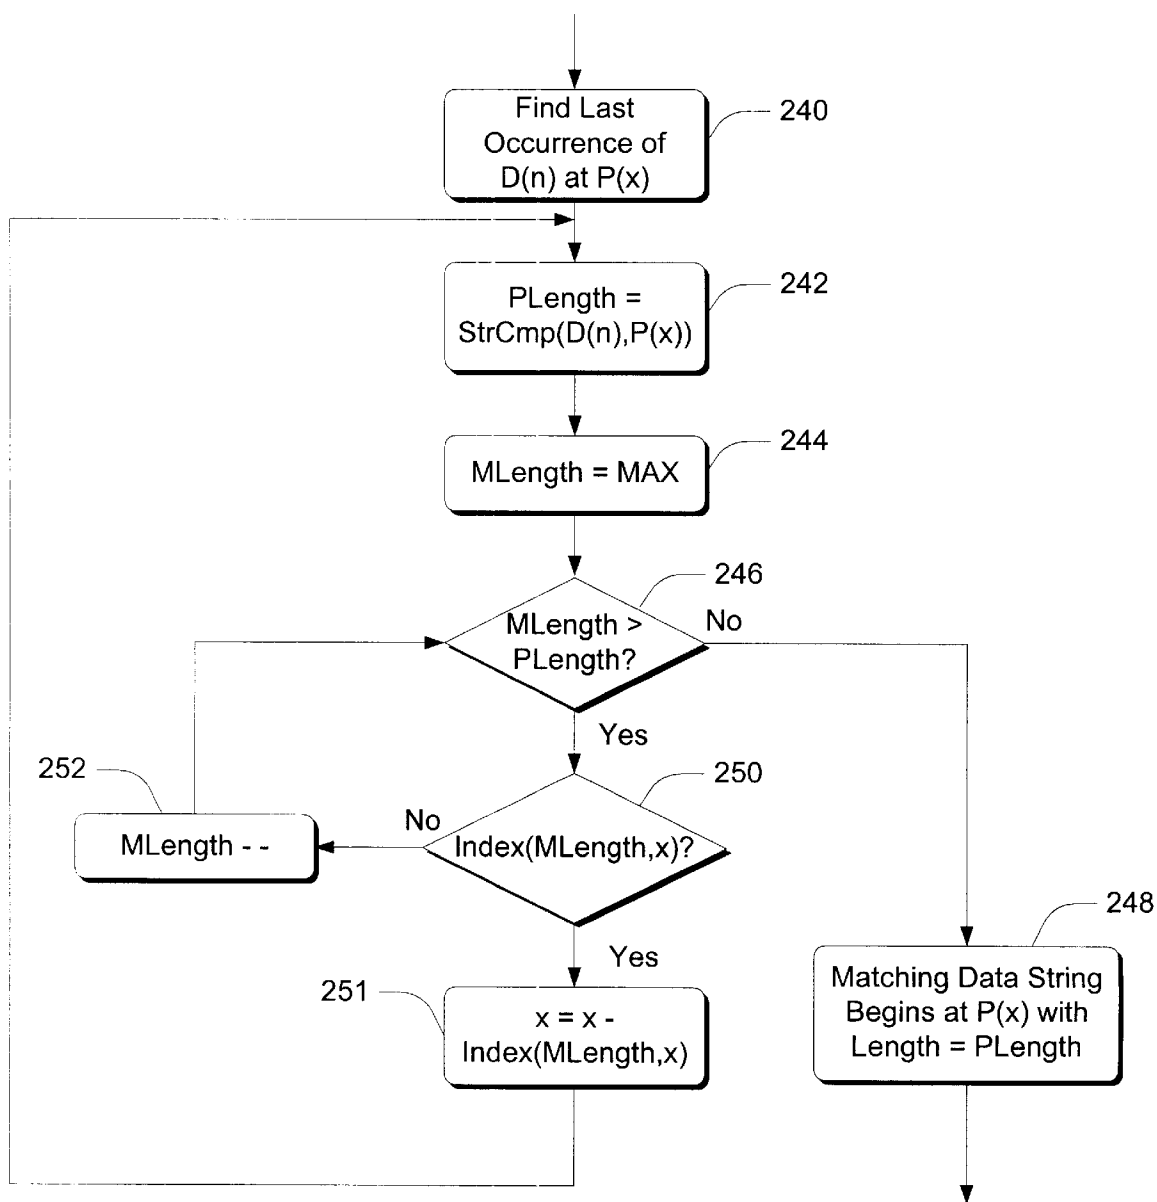 Find Last
Occurrence of
D(n) at P(x)
240
PLength =
StrCmp(D(n),P(x))
242
MLength = MAX
244
246
MLength >
PLength?
No
Yes
252
250
MLength - -
No
Index(MLength,x)?
248
Yes
251
x = x -
Index(MLength,x)
Matching Data String
Begins at P(x) with
Length = PLength